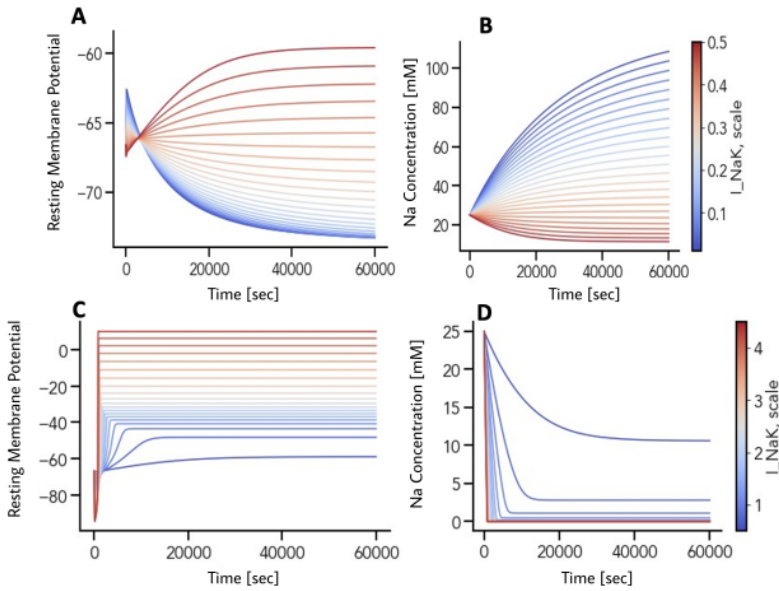 A
Resting Membrane Potential
−60
−65
−70
0 20000 40000 60000
Time [sec]
B
Na Concentration [mM]
100
80
60
40
20
0 20000 40000 60000
Time [sec]
0.5
0.4
0.3
0.2
0.1
I_NaK, scale
C
Resting Membrane Potential
0
−20
−40
−60
−80
0 20000 40000 60000
Time [sec]
D
Na Concentration [mM]
25
20
15
10
5
0
0 20000 40000 60000
Time [sec]
4
3
2
1
I_NaK, scale